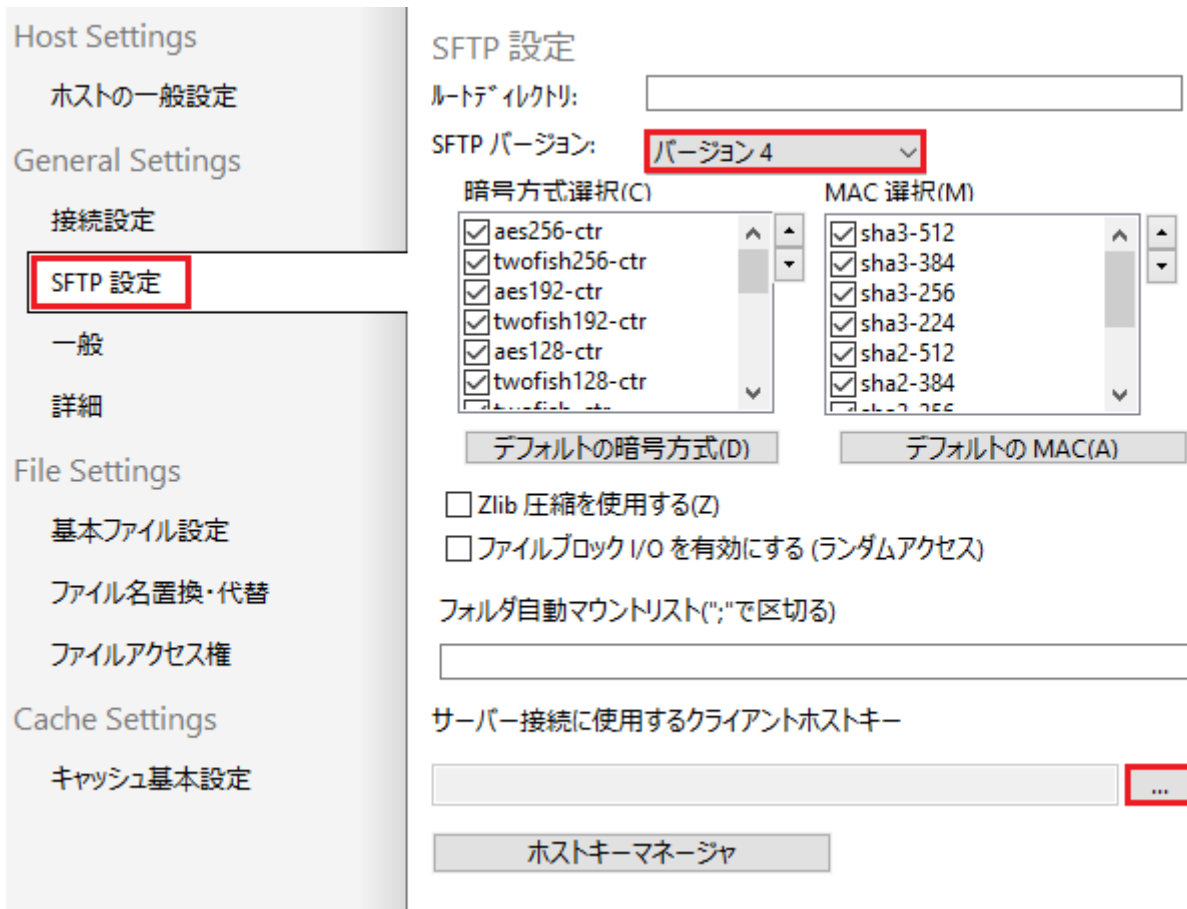 Host Settings
ホストの一般設定
General Settings
接続設定
SFTP 設定
一般
詳細
File Settings
基本ファイル設定
ファイル名置換・代替
ファイルアクセス権
Cache Settings
キャッシュ基本設定
SFTP 設定
ﾙｰﾄﾃﾞｨﾚｸﾄﾘ:
SFTP バージョン:
バージョン 4
暗号方式選択(C)
aes256-ctr
twofish256-ctr
aes192-ctr
twofish192-ctr
aes128-ctr
twofish128-ctr
デフォルトの暗号方式(D)
MAC 選択(M)
sha3-512
sha3-384
sha3-256
sha3-224
sha2-512
sha2-384
sha2-256
デフォルトの MAC(A)
Zlib 圧縮を使用する(Z)
ファイルブロック I/O を有効にする (ランダムアクセス)
フォルダ自動マウントリスト(";"で区切る)
サーバー接続に使用するクライアントホストキー
...
ホストキーマネージャ